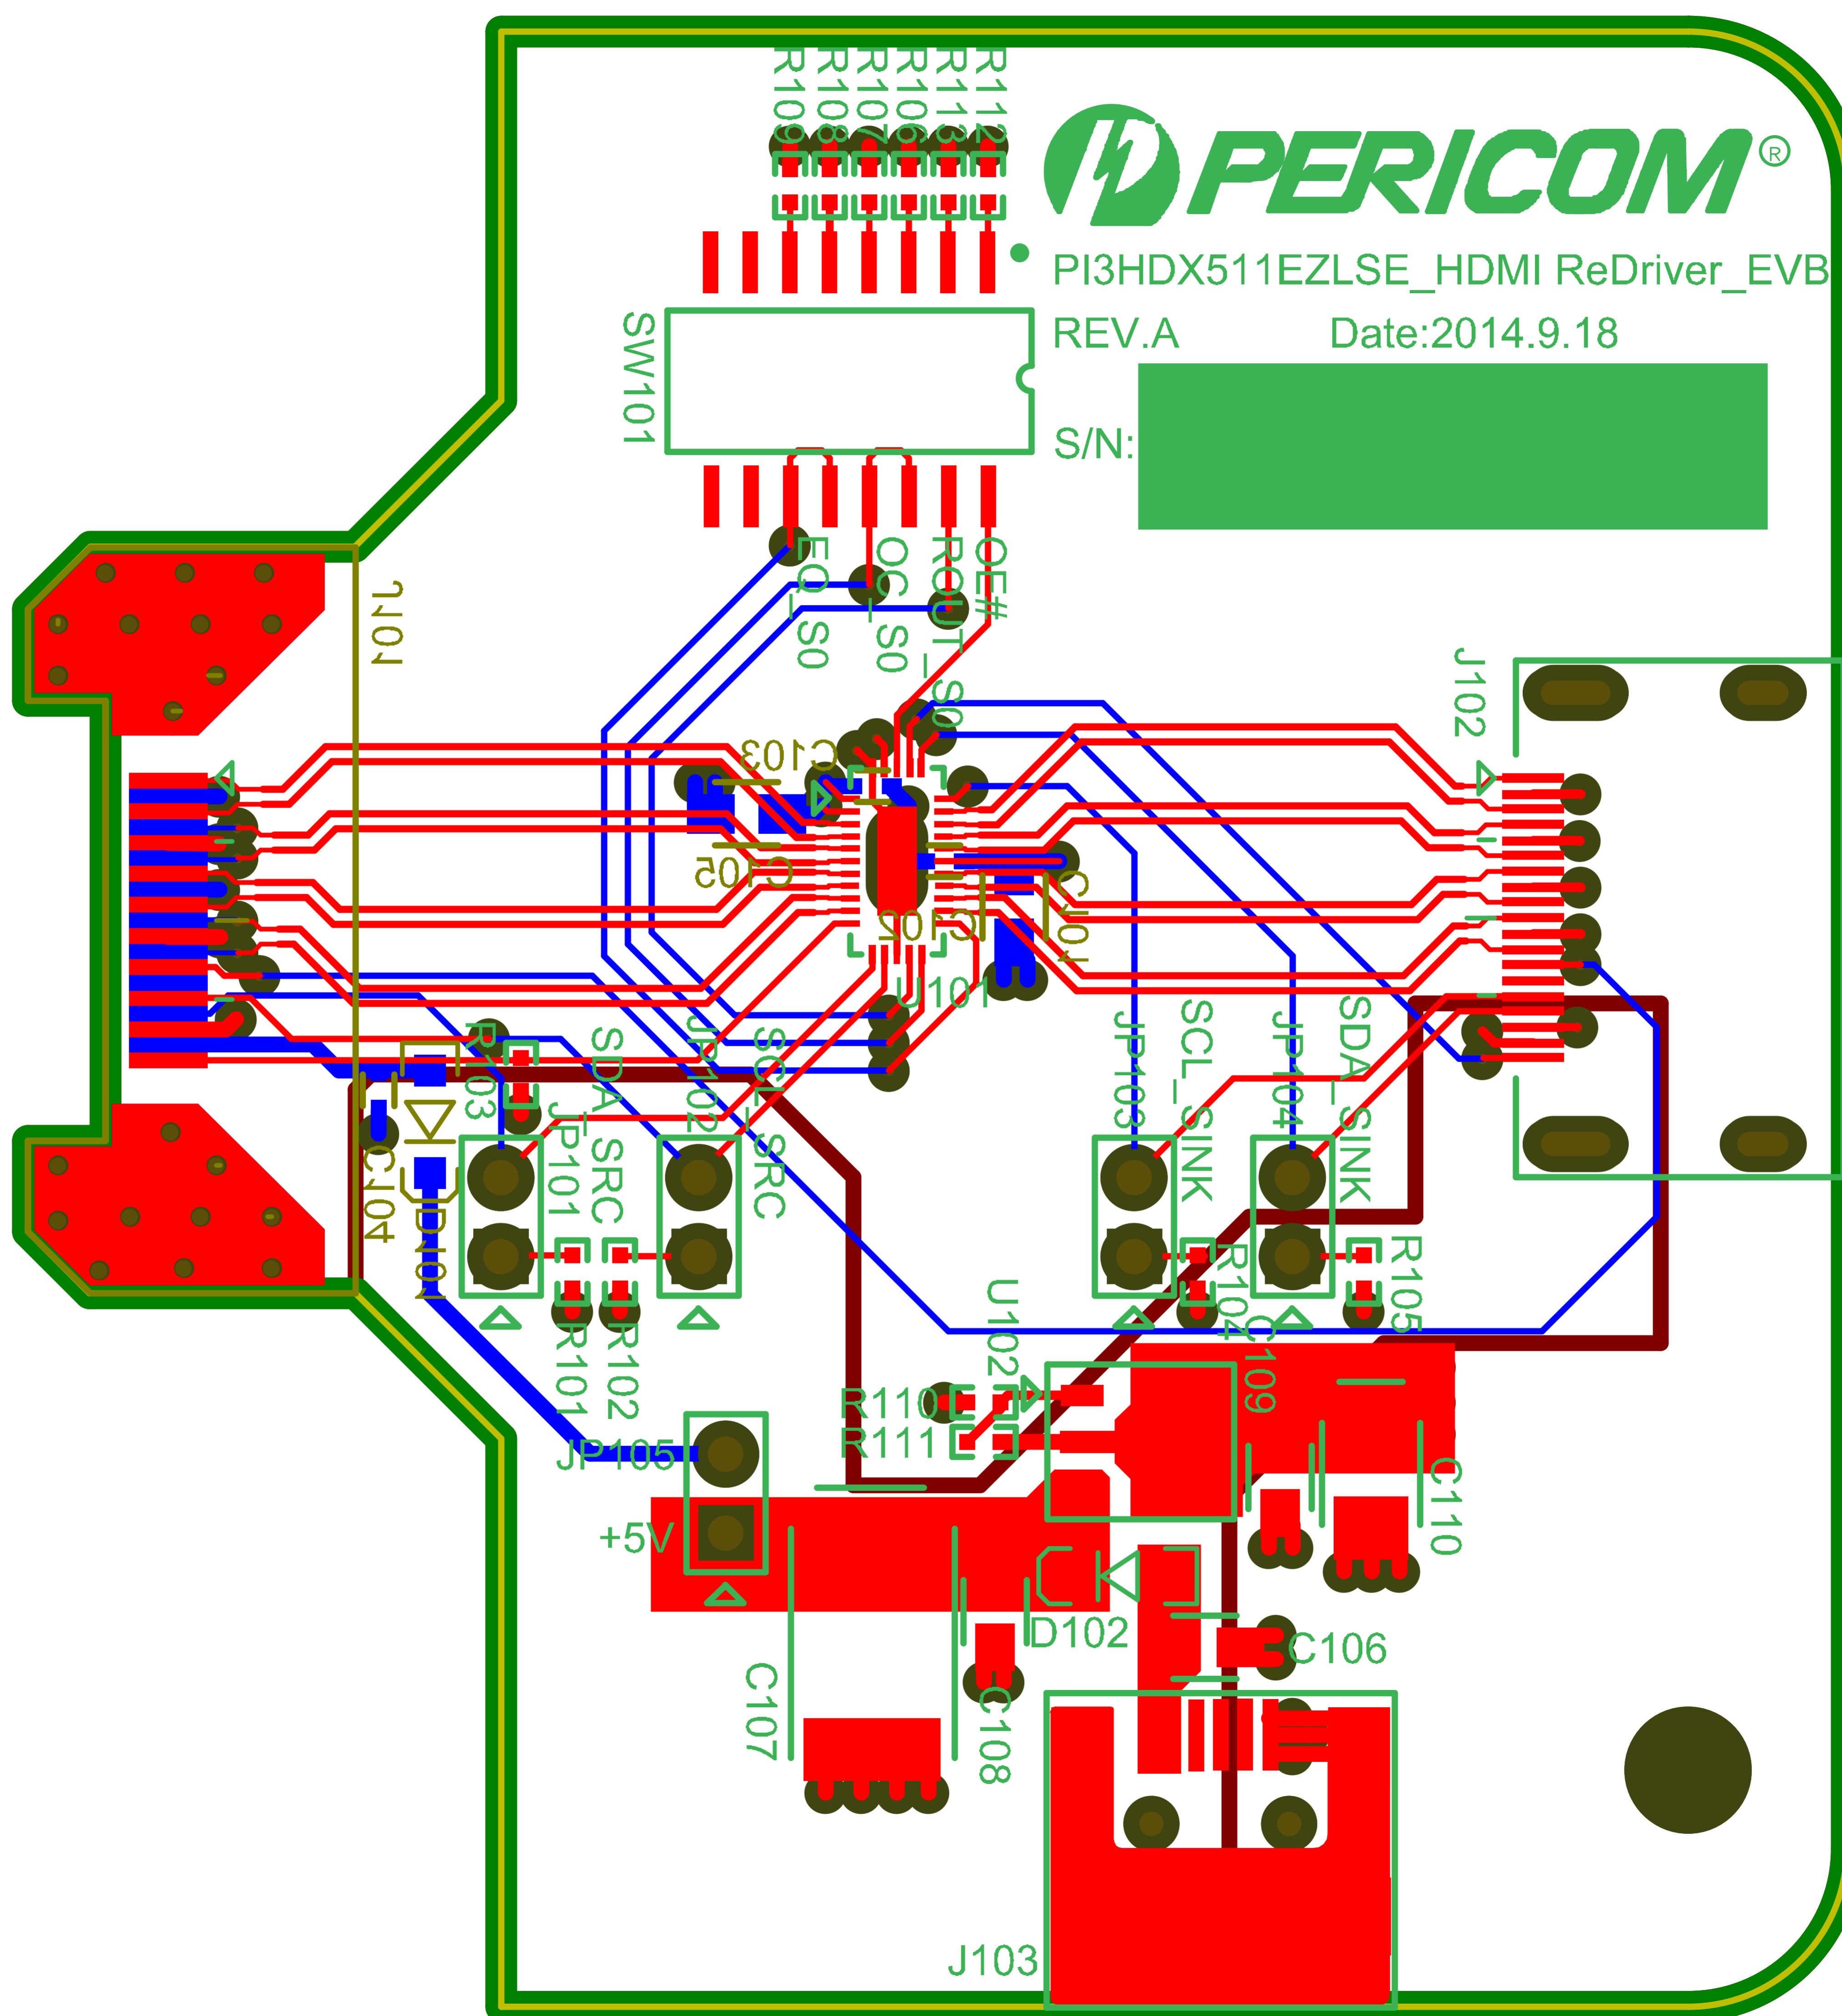 R109
R108
R107
R106
R113
R112
PERICOM®
PI3HDX511EZLSE_HDMI ReDriver_EVB
REV.A Date:2014.9.18
S/N:
SW101
EQ_S0
OC_S0
ROUT_S0
OE#
J101
J102
C103
C105
C102
C101
U101
R103
SDA_SRC
JP102
SCL_SRC
JP101
JP103
SCL_SINK
JP104
SDA_SINK
C104
D101
R101
R102
U102
R104
C109
R105
R110
R111
JP105
+5V
C110
D102
C106
C107
C108
J103